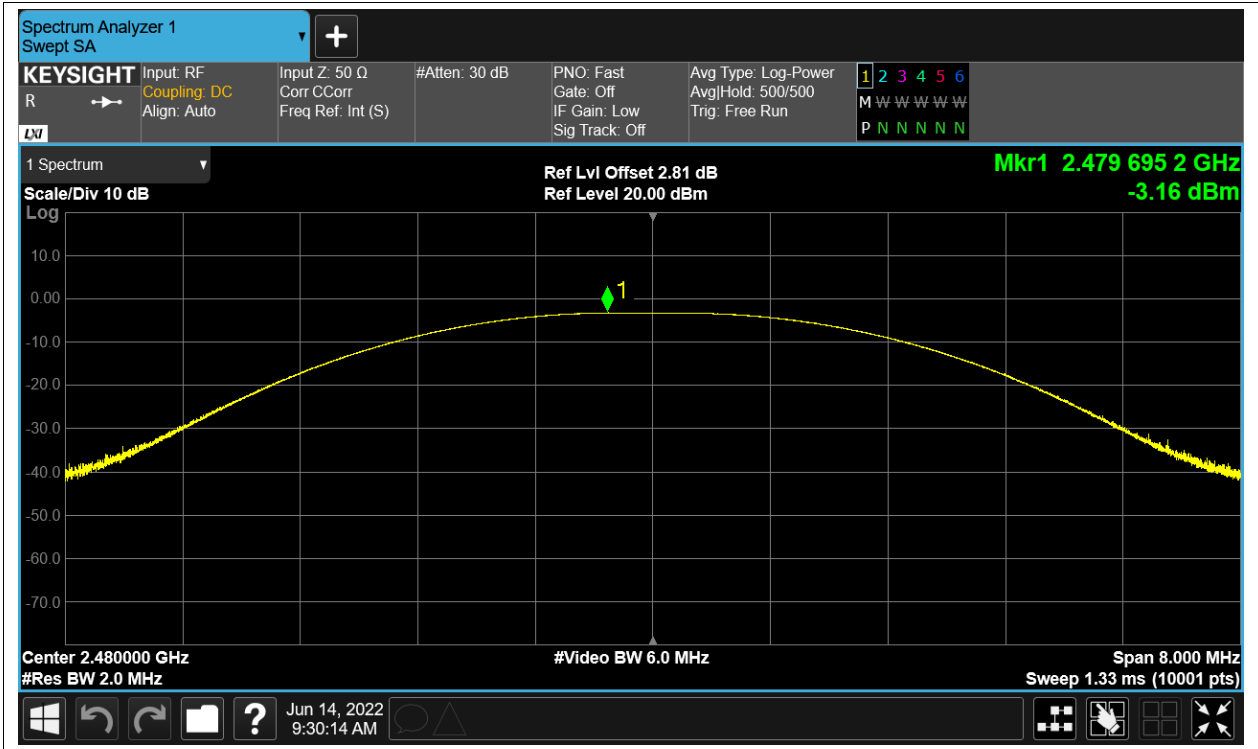 Spectrum Analyzer 1
Swept SA
KEYSIGHT
R
LXI
Input: RF
Coupling: DC
Align: Auto
Input Z: 50 Ω
Corr CCorr
Freq Ref: Int (S)
#Atten: 30 dB
PNO: Fast
Gate: Off
IF Gain: Low
Sig Track: Off
Avg Type: Log-Power
Avg|Hold: 500/500
Trig: Free Run
1 2 3 4 5 6
M W W W W W
P N N N N N
1 Spectrum
Scale/Div 10 dB
Log
Ref Lvl Offset 2.81 dB
Ref Level 20.00 dBm
Mkr1 2.479 695 2 GHz
-3.16 dBm
10.0
0.00
-10.0
-20.0
-30.0
-40.0
-50.0
-60.0
-70.0
1
Center 2.480000 GHz
#Res BW 2.0 MHz
#Video BW 6.0 MHz
Span 8.000 MHz
Sweep 1.33 ms (10001 pts)
?
Jun 14, 2022
9:30:14 AM